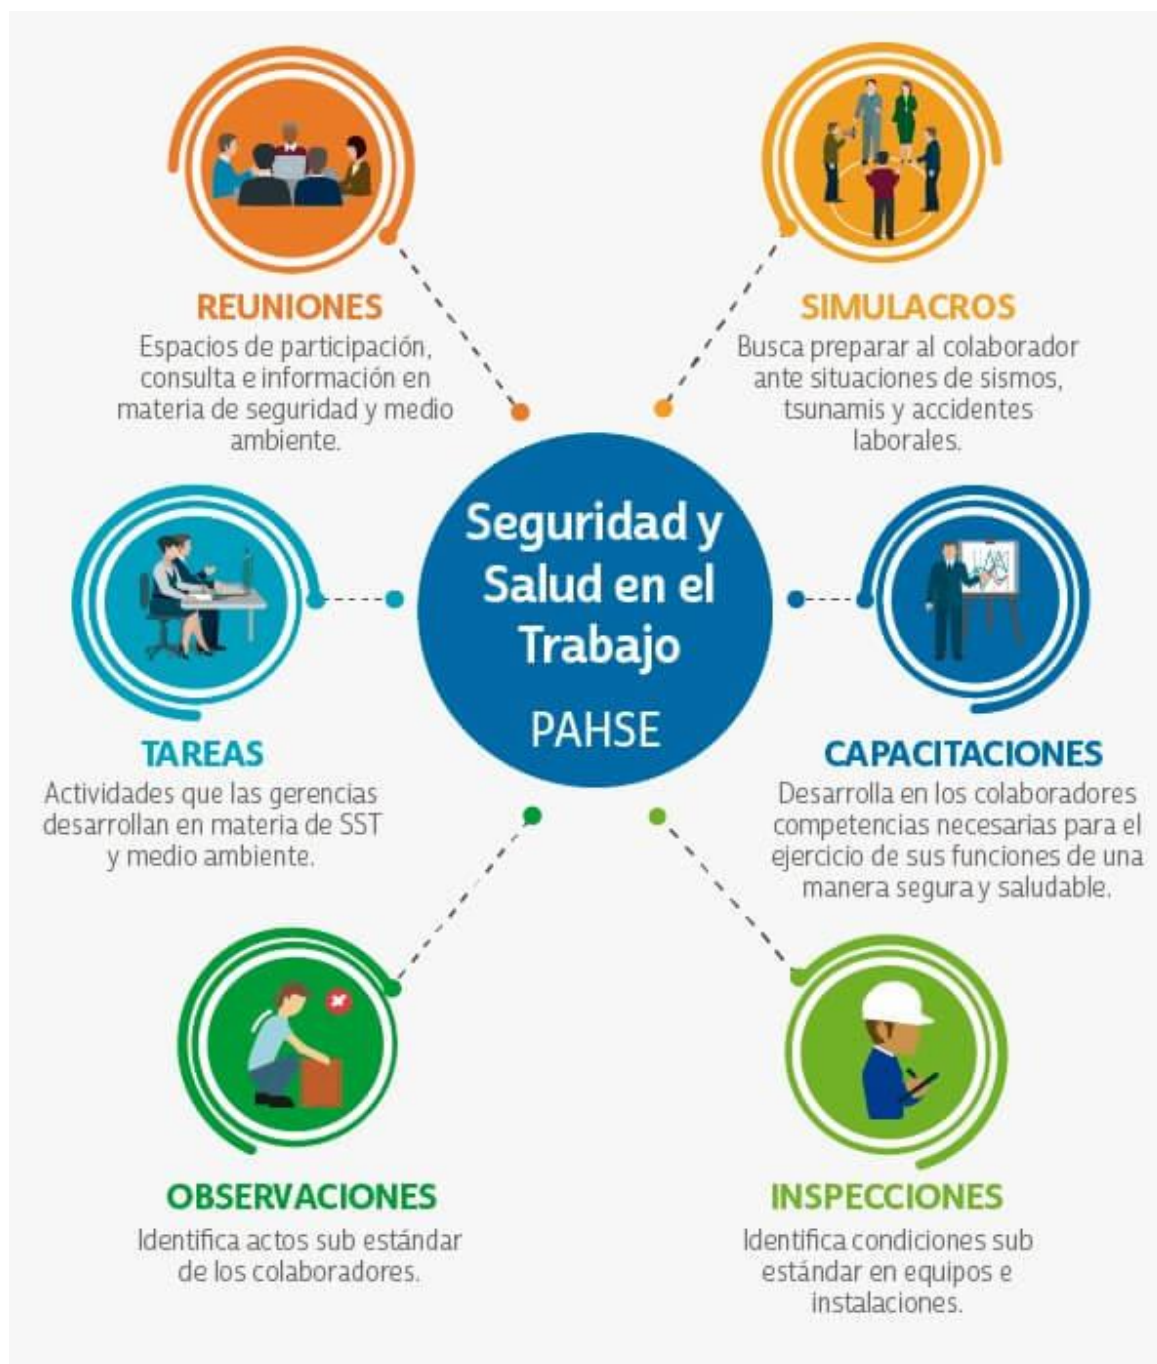 REUNIONES
Espacios de participación,
consulta e información en
materia de seguridad y medio
ambiente.
SIMULACROS
Busca preparar al colaborador
ante situaciones de sismos,
tsunamis y accidentes
laborales.
Seguridad y
Salud en el
Trabajo
PAHSE
TAREAS
Actividades que las gerencias
desarrollan en materia de SST
y medio ambiente.
CAPACITACIONES
Desarrolla en los colaboradores
competencias necesarias para el
ejercicio de sus funciones de una
manera segura y saludable.
OBSERVACIONES
Identifica actos sub estándar
de los colaboradores.
INSPECCIONES
Identifica condiciones sub
estándar en equipos e
instalaciones.